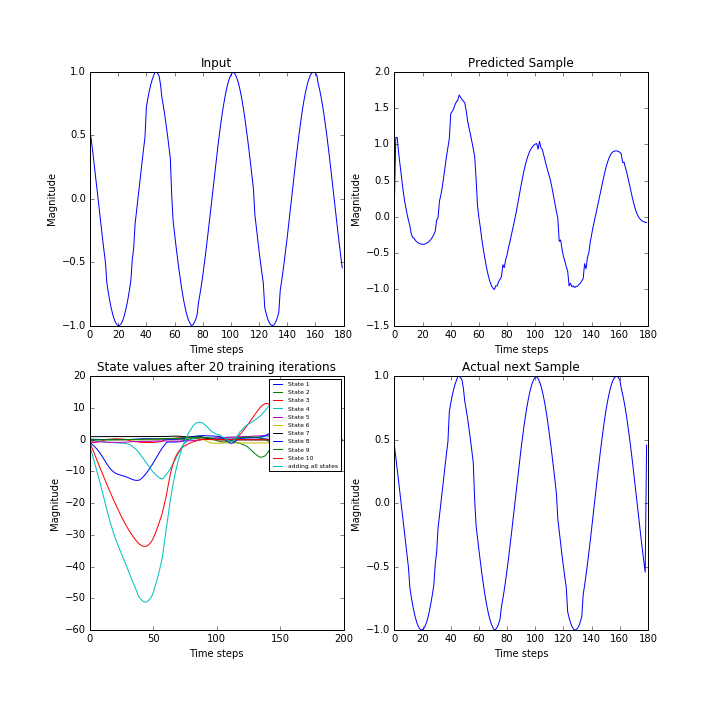 Input
1.0
0.5
0.0
−0.5
−1.0
Magnitude
0 20 40 60 80 100 120 140 160 180
Time steps
Predicted Sample
2.0
1.5
1.0
0.5
0.0
−0.5
−1.0
−1.5
Magnitude
0 20 40 60 80 100 120 140 160 180
Time steps
State values after 20 training iterations
20
10
0
−10
−20
−30
−40
−50
−60
Magnitude
0 50 100 150 200
Time steps
State 1
State 2
State 3
State 4
State 5
State 6
State 7
State 8
State 9
State 10
adding all states
Actual next Sample
1.0
0.5
0.0
−0.5
−1.0
Magnitude
0 20 40 60 80 100 120 140 160 180
Time steps